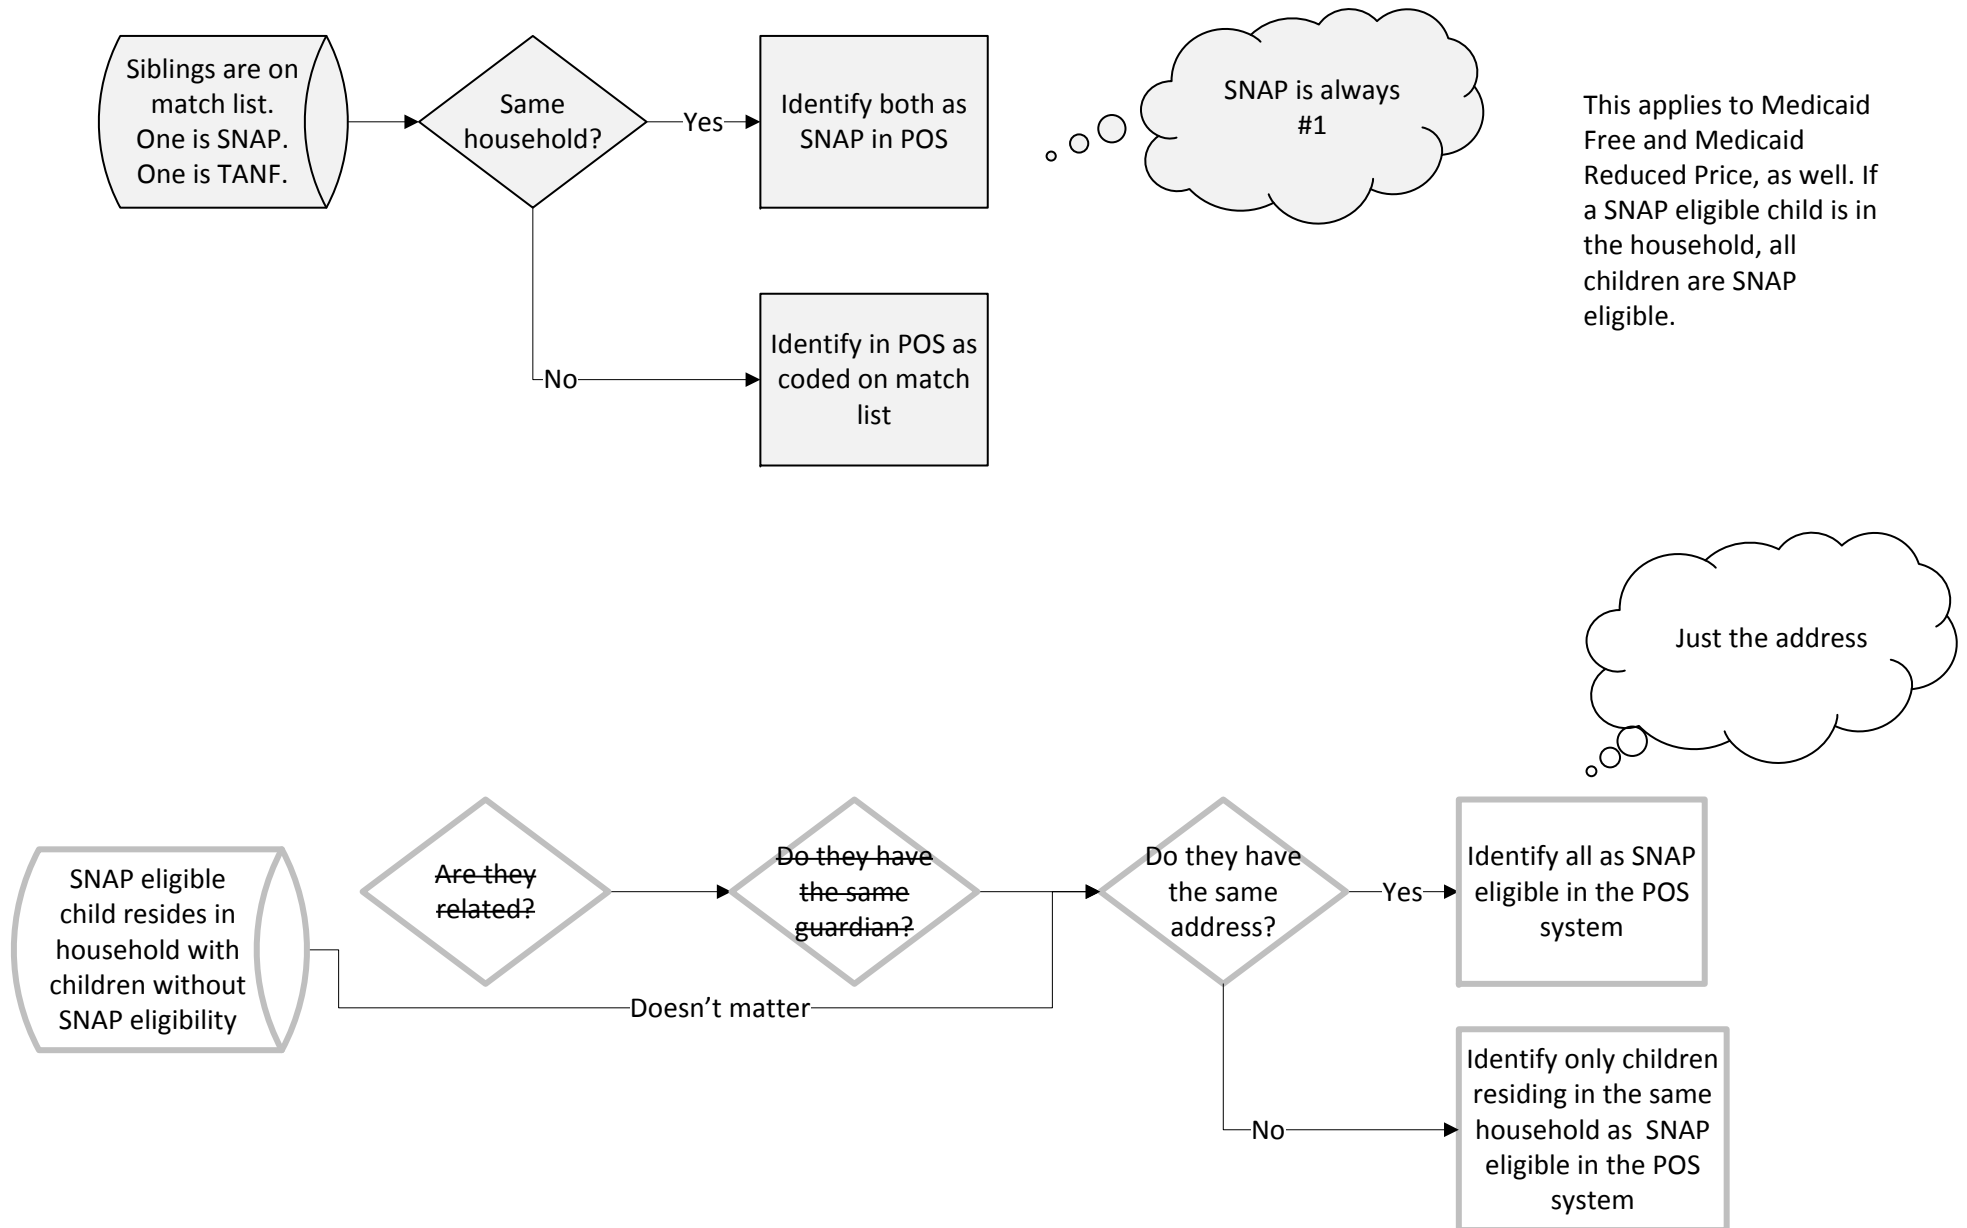 Siblings are on
match list.
One is SNAP.
One is TANF.
Same
household?
Yes
Identify both as
SNAP in POS
SNAP is always
#1
This applies to Medicaid
Free and Medicaid
Reduced Price, as well. If
a SNAP eligible child is in
the household, all
children are SNAP
eligible.
No
Identify in POS as
coded on match
list
Just the address
SNAP eligible
child resides in
household with
children without
SNAP eligibility
Are they
related?
Do they have
the same
guardian?
Doesn’t matter
Do they have
the same
address?
Yes
Identify all as SNAP
eligible in the POS
system
No
Identify only children
residing in the same
household as  SNAP
eligible in the POS
system